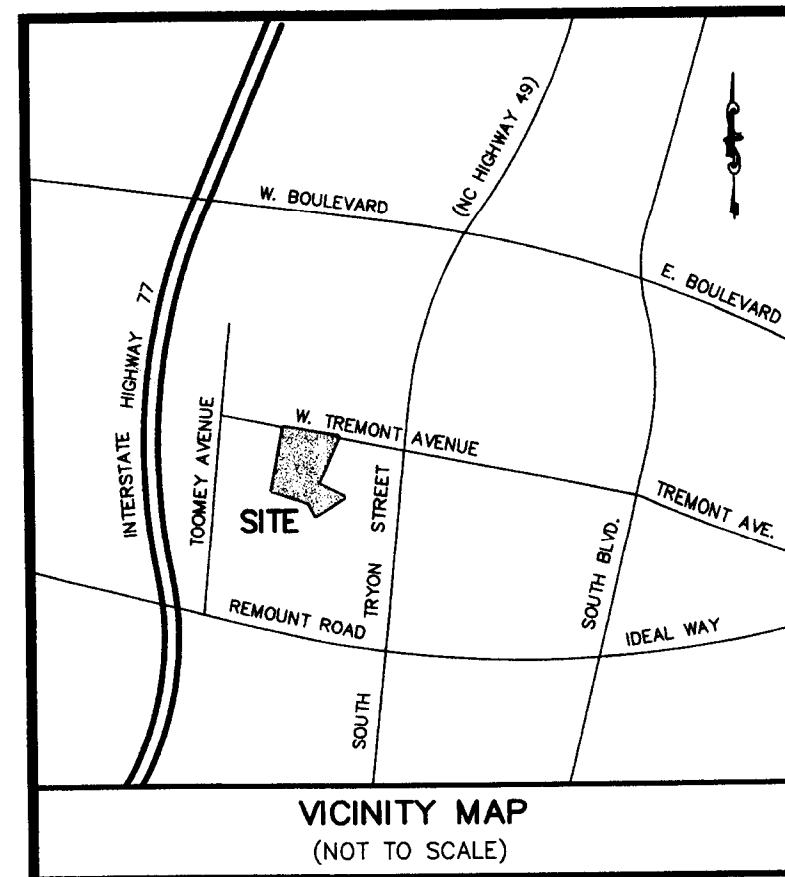 (NC HIGHWAY 49)
W. BOULEVARD
E. BOULEVARD
INTERSTATE HIGHWAY 77
TOOMEY AVENUE
W. TREMONT AVENUE
SITE
SOUTH TRYON STREET
TREMONT AVE.
SOUTH BLVD.
REMOUNT ROAD
IDEAL WAY
VICINITY MAP
(NOT TO SCALE)